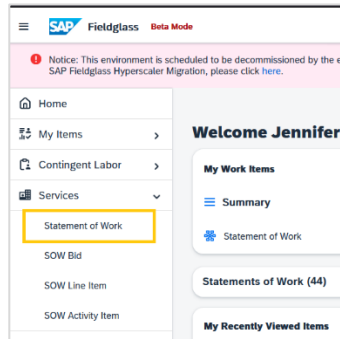 SAP Fieldglass Beta Mode
Notice: This environment is scheduled to be decommissioned by the e
SAP Fieldglass Hyperscaler Migration, please click here.
Home
My Items
Contingent Labor
Services
Statement of Work
SOW Bid
SOW Line Item
SOW Activity Item
Welcome Jennifer
My Work Items
Summary
Statement of Work
Statements of Work (44)
My Recently Viewed Items